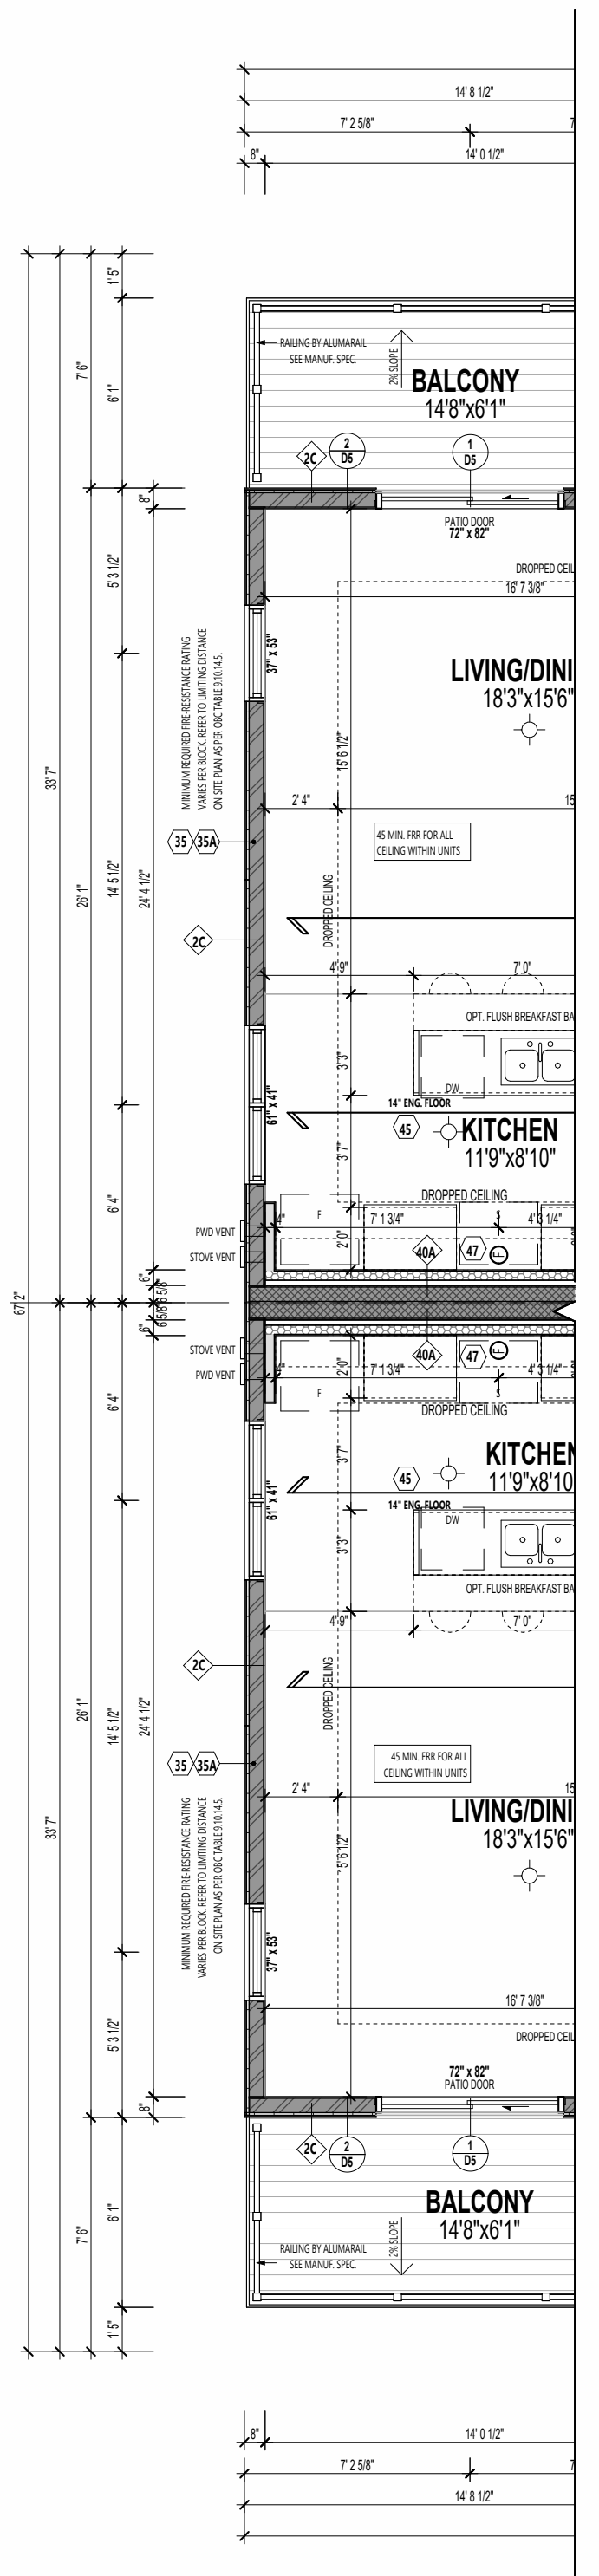 14' 8 1/2"
7' 2 5/8"
7
8"
14' 0 1/2"
1' 5"
7' 6"
6' 1"
RAILING BY ALUMARAIL
SEE MANUF. SPEC.
2% SLOPE
BALCONY
14'8"x6'1"
2C
2
D5
1
D5
8"
PATIO DOOR
72" x 82"
5' 3 1/2"
DROPPED CEIL
16' 7 3/8"
37" x 53"
MINIMUM REQUIRED FIRE-RESISTANCE RATING
VARIES PER BLOCK. REFER TO LIMITING DISTANCE
ON SITE PLAN AS PER OBC TABLE 9.10.14.5.
LIVING/DINI
18'3"x15'6"
33' 7"
15' 6 1/2"
2' 4"
15
35
35A
45 MIN. FRR FOR ALL
CEILING WITHIN UNITS
26' 1"
14' 5 1/2"
24' 4 1/2"
DROPPED CEILING
2C
4' 9"
7' 0"
OPT. FLUSH BREAKFAST BA
3' 3"
61" x 41"
DW
14" ENG. FLOOR
45
KITCHEN
11'9"x8'10"
3' 7"
6' 4"
DROPPED CEILING
F
S
4"
7' 1 3/4"
4' 3 1/4"
PWD VENT
STOVE VENT
2' 0"
40A
47
F
6"
6 5/8"
67' 2"
6 5/8"
6"
STOVE VENT
PWD VENT
2' 0"
40A
47
F
4"
7' 1 3/4"
4' 3 1/4"
F
S
DROPPED CEILING
6' 4"
3' 7"
KITCHEN
11'9"x8'10
45
61" x 41"
14" ENG. FLOOR
DW
3' 3"
OPT. FLUSH BREAKFAST BA
4' 9"
7' 0"
2C
DROPPED CEILING
26' 1"
14' 5 1/2"
24' 4 1/2"
35
35A
45 MIN. FRR FOR ALL
CEILING WITHIN UNITS
2' 4"
15
MINIMUM REQUIRED FIRE-RESISTANCE RATING
VARIES PER BLOCK. REFER TO LIMITING DISTANCE
ON SITE PLAN AS PER OBC TABLE 9.10.14.5.
33' 7"
15' 6 1/2"
LIVING/DINI
18'3"x15'6"
37" x 53"
16' 7 3/8"
5' 3 1/2"
DROPPED CEIL
72" x 82"
PATIO DOOR
8"
2C
2
D5
1
D5
BALCONY
14'8"x6'1"
7' 6"
6' 1"
2% SLOPE
RAILING BY ALUMARAIL
SEE MANUF. SPEC.
1' 5"
8"
14' 0 1/2"
7' 2 5/8"
7
14' 8 1/2"